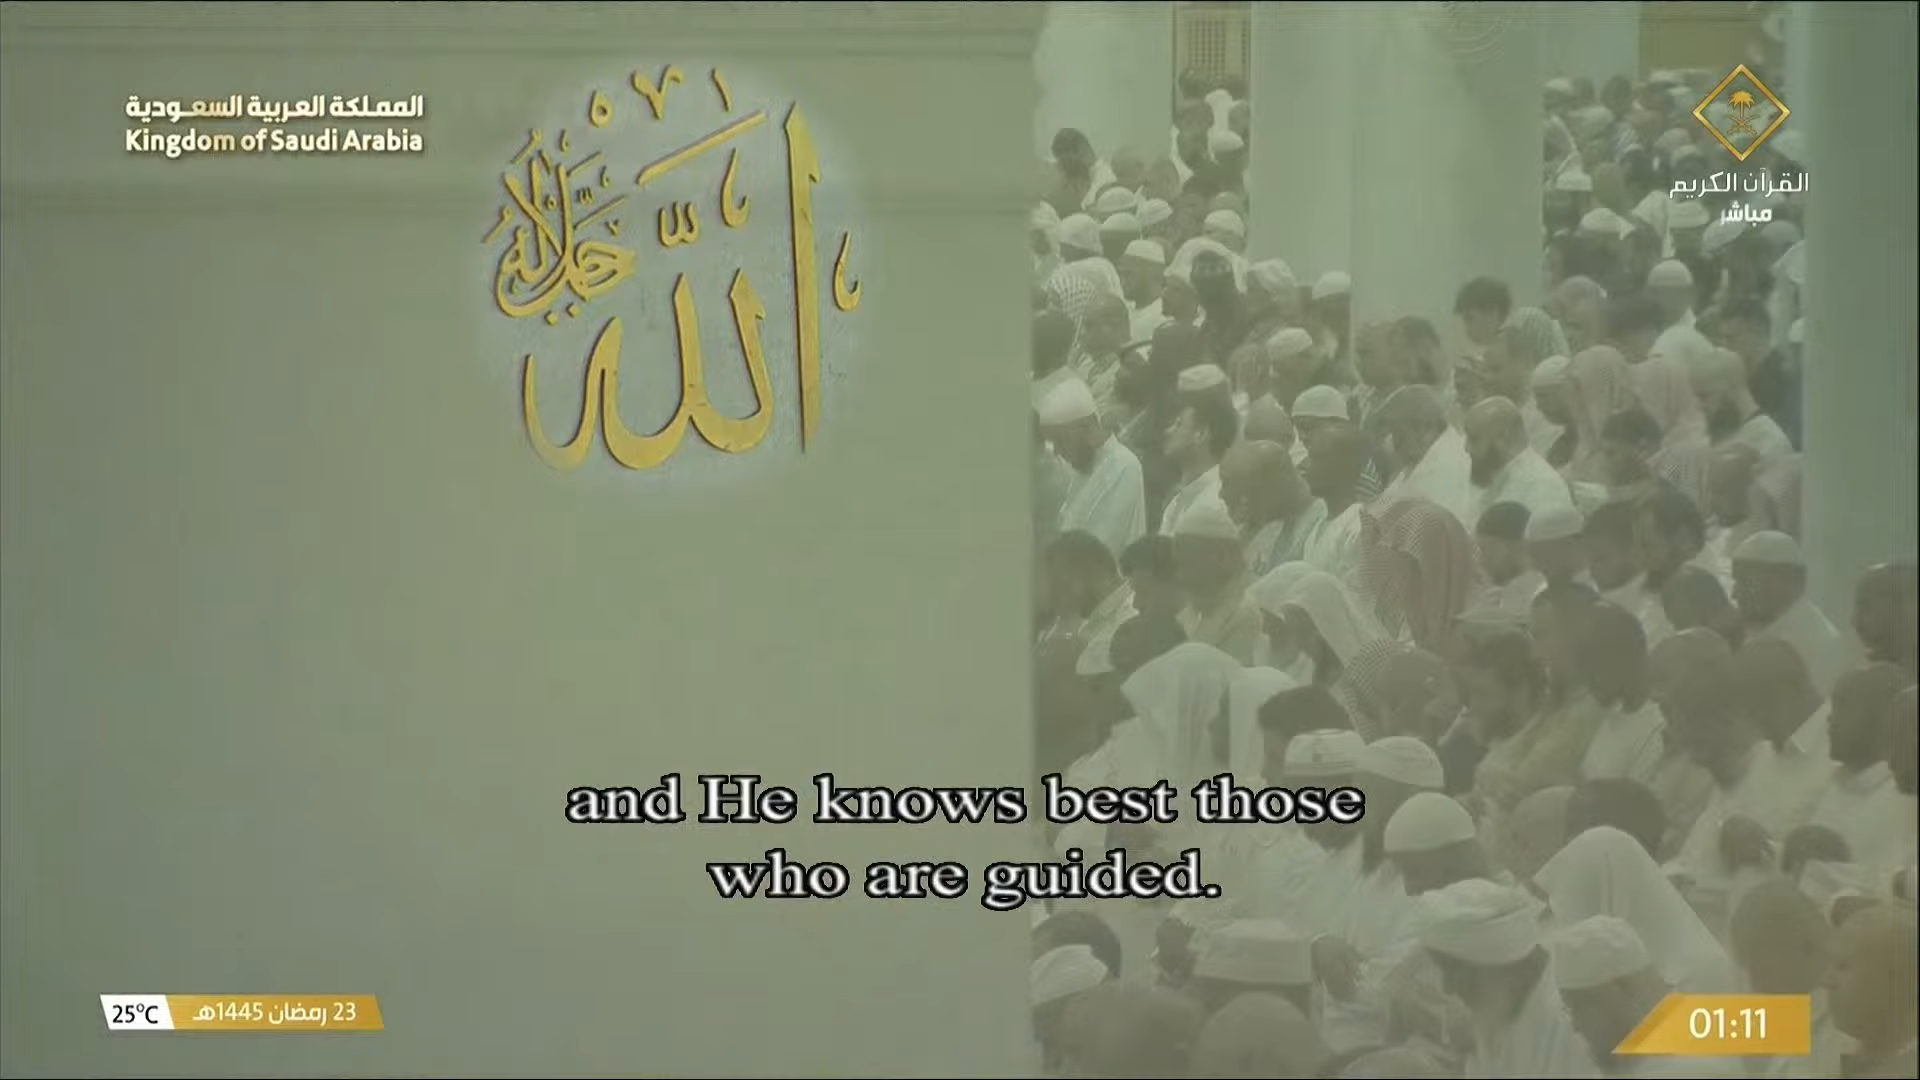 المملكة العربية السعودية
Kingdom of Saudi Arabia
الله
جل جلاله
القرآن الكريم
مباشر
and He knows best those
who are guided.
25°C
23 رمضان 1445هـ
01:11